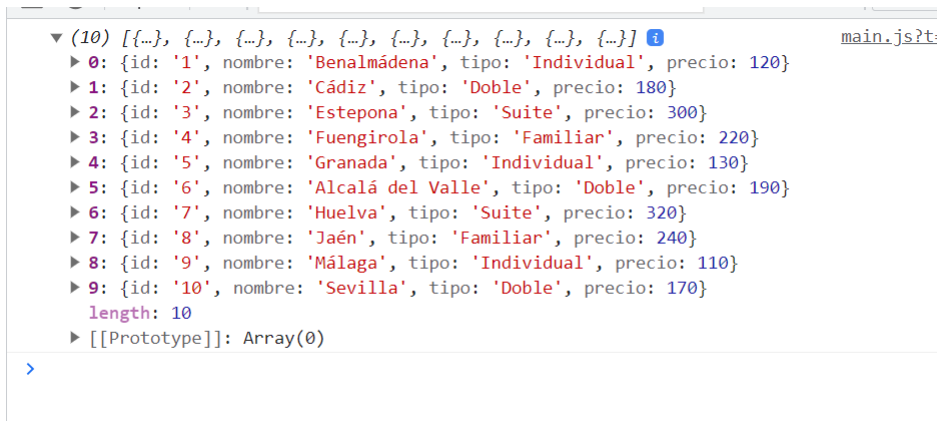 (10) [{…}, {…}, {…}, {…}, {…}, {…}, {…}, {…}, {…}, {…}] i main.js?t=
0: {id: '1', nombre: 'Benalmádena', tipo: 'Individual', precio: 120}
1: {id: '2', nombre: 'Cádiz', tipo: 'Doble', precio: 180}
2: {id: '3', nombre: 'Estepona', tipo: 'Suite', precio: 300}
3: {id: '4', nombre: 'Fuengirola', tipo: 'Familiar', precio: 220}
4: {id: '5', nombre: 'Granada', tipo: 'Individual', precio: 130}
5: {id: '6', nombre: 'Alcalá del Valle', tipo: 'Doble', precio: 190}
6: {id: '7', nombre: 'Huelva', tipo: 'Suite', precio: 320}
7: {id: '8', nombre: 'Jaén', tipo: 'Familiar', precio: 240}
8: {id: '9', nombre: 'Málaga', tipo: 'Individual', precio: 110}
9: {id: '10', nombre: 'Sevilla', tipo: 'Doble', precio: 170}
length: 10
[[Prototype]]: Array(0)